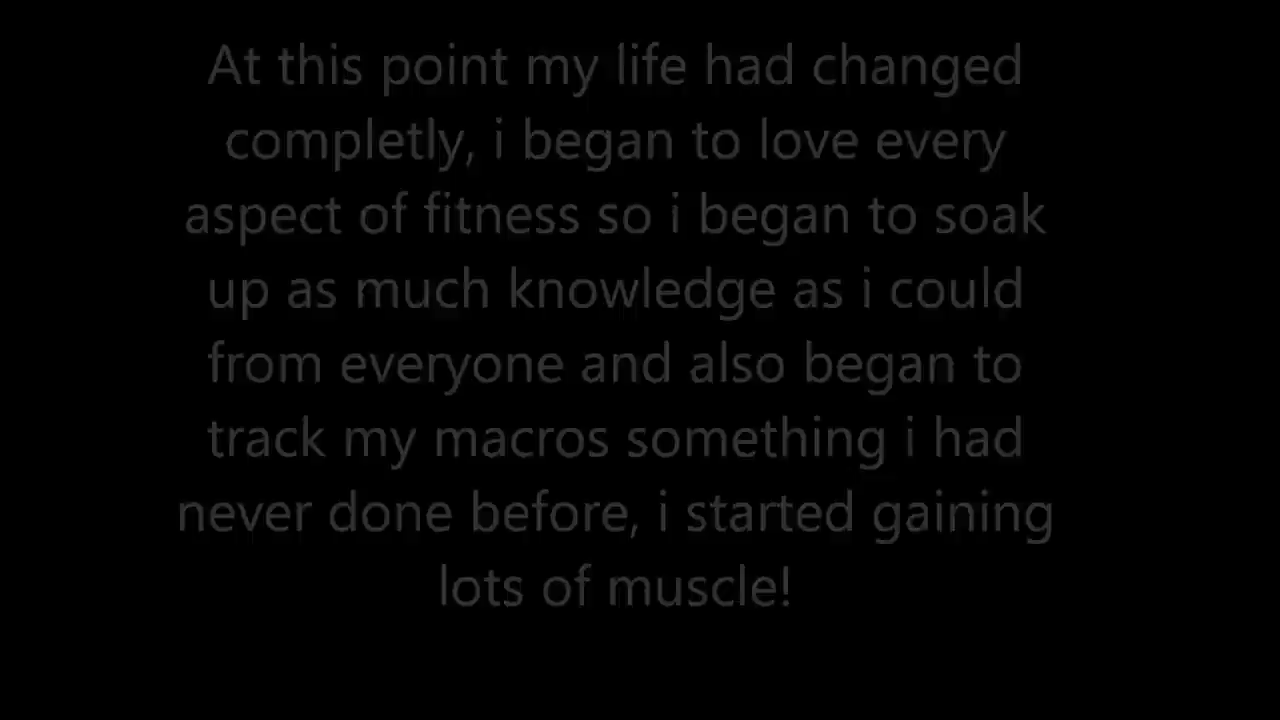 At this point my life had changed
completly, i began to love every
aspect of fitness so i began to soak
up as much knowledge as i could
from everyone and also began to
track my macros something i had
never done before, i started gaining
lots of muscle!